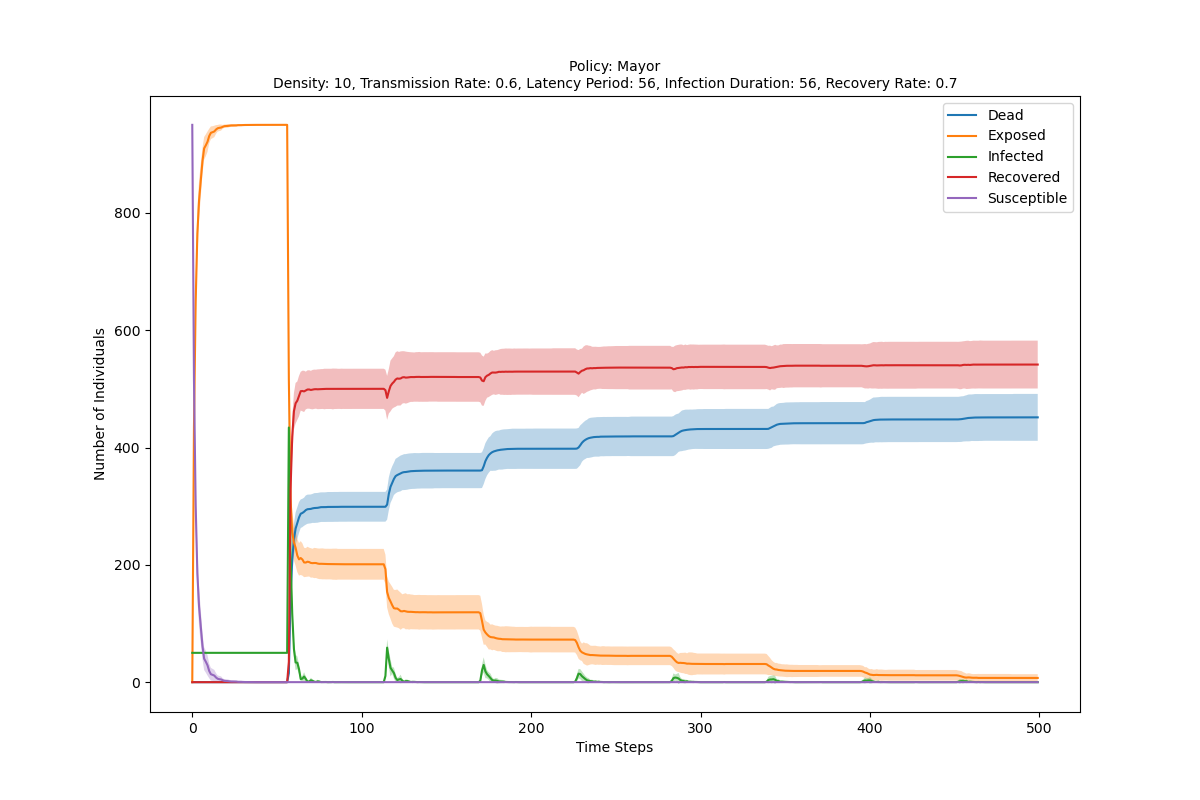 Policy: Mayor
Density: 10, Transmission Rate: 0.6, Latency Period: 56, Infection Duration: 56, Recovery Rate: 0.7
Dead
Exposed
Infected
Recovered
Susceptible
Number of Individuals
800
600
400
200
0
0 100 200 300 400 500
Time Steps